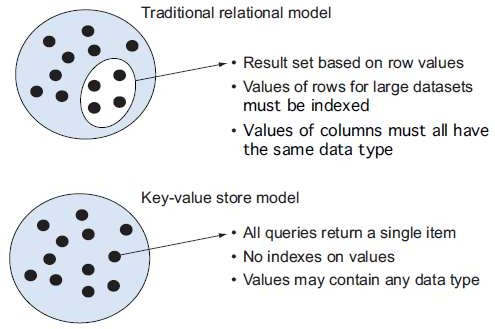 Traditional relational model
• Result set based on row values
• Values of rows for large datasets
must be indexed
• Values of columns must all have
the same data type
Key-value store model
• All queries return a single item
• No indexes on values
• Values may contain any data type